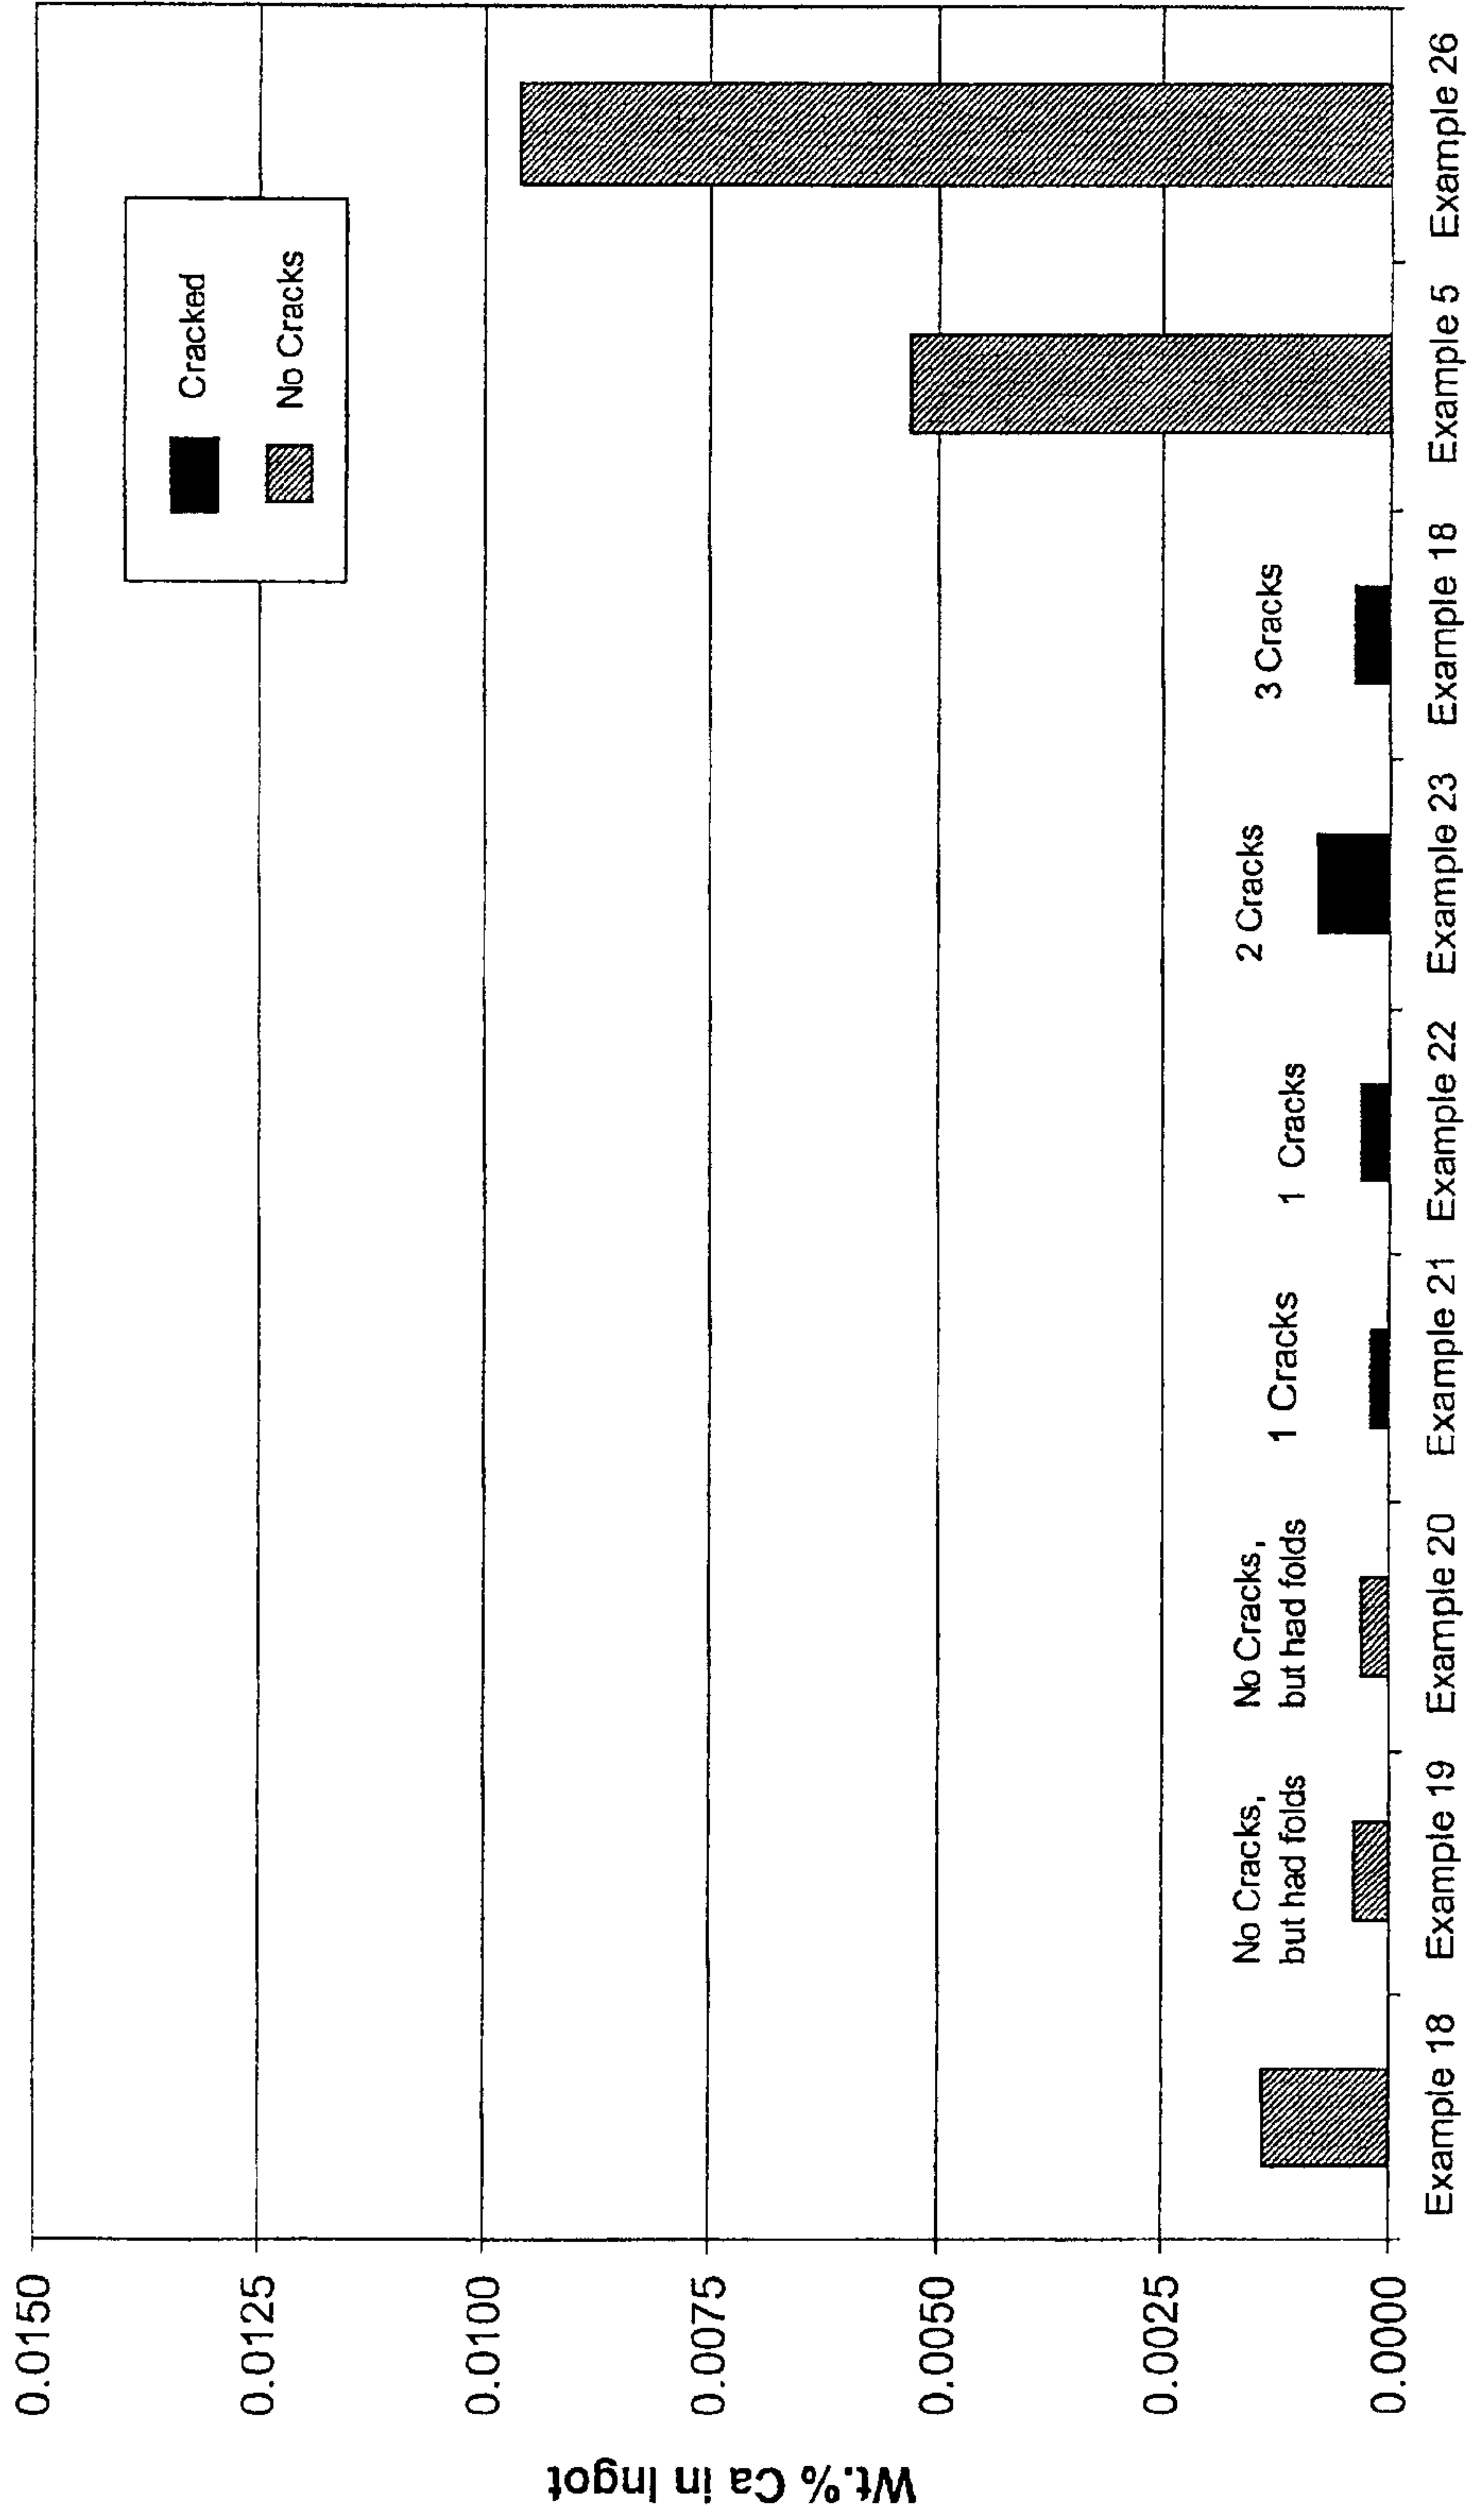 Wt.% Ca in Ingot
0.0150
0.0125
0.0100
0.0075
0.0050
0.0025
0.0000
Cracked
No Cracks
No Cracks,
but had folds
No Cracks,
but had folds
1 Cracks
1 Cracks
2 Cracks
3 Cracks
Example 18
Example 19
Example 20
Example 21
Example 22
Example 23
Example 18
Example 5
Example 26